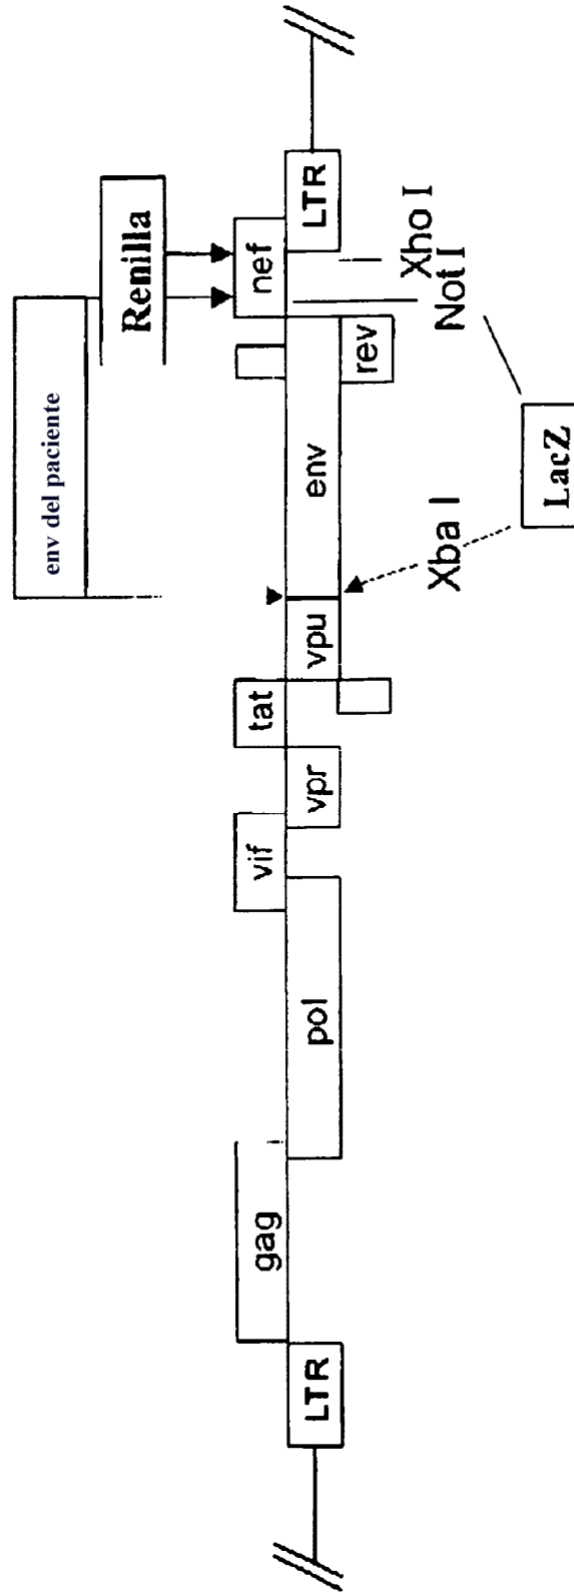 env del paciente
Renilla
gag
vif
tat
nef
LTR
pol
vpr
vpu
env
rev
LTR
Xba I
Not I
Xho I
LacZ